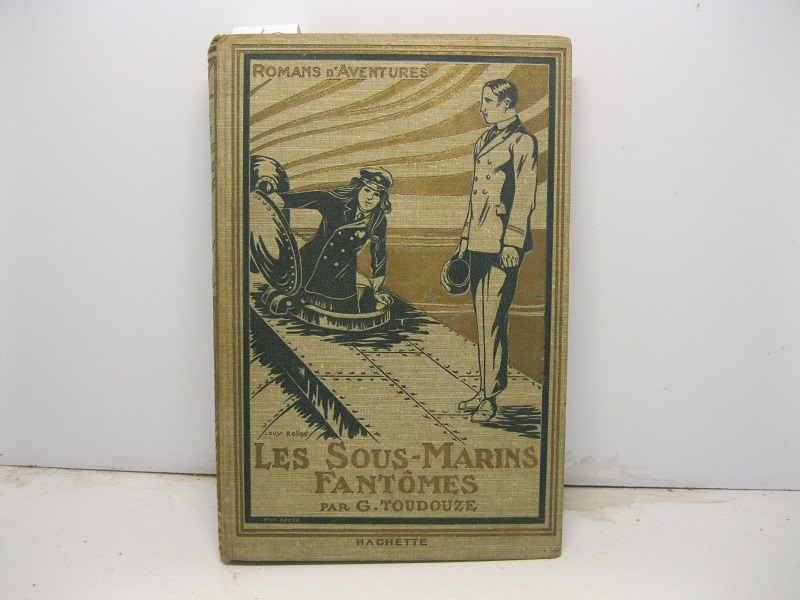 ROMANS D'AVENTURES
LES SOUS-MARINS
FANTÔMES
PAR G. TOUDOUZE
HACHETTE